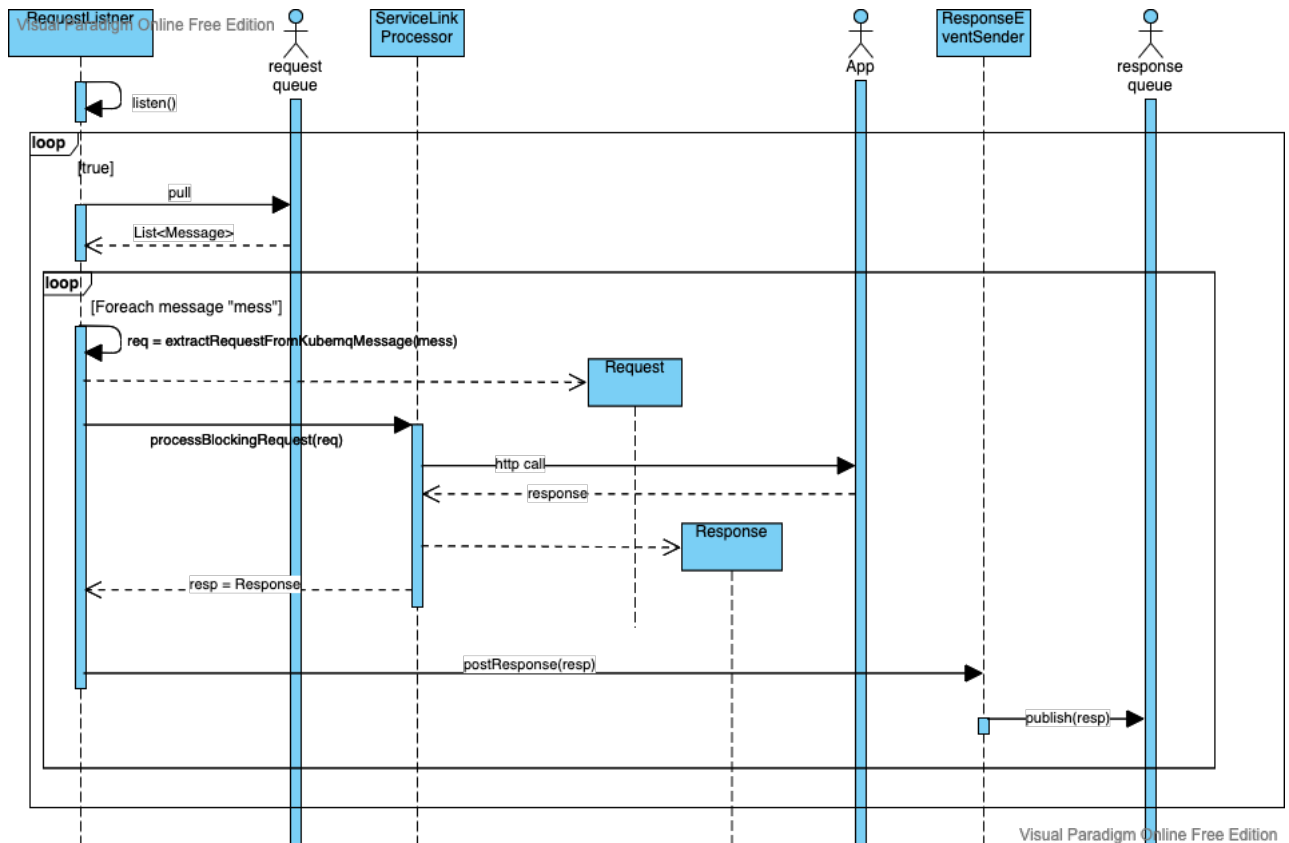 RequestListner
Visual Paradigm Online Free Edition
request
queue
ServiceLink
Processor
App
ResponseE
ventSender
response
queue
listen()
loop
[true]
pull
List<Message>
loop
[Foreach message "mess"]
req = extractRequestFromKubemqMessage(mess)
Request
processBlockingRequest(req)
http call
response
Response
resp = Response
postResponse(resp)
publish(resp)
Visual Paradigm Online Free Edition